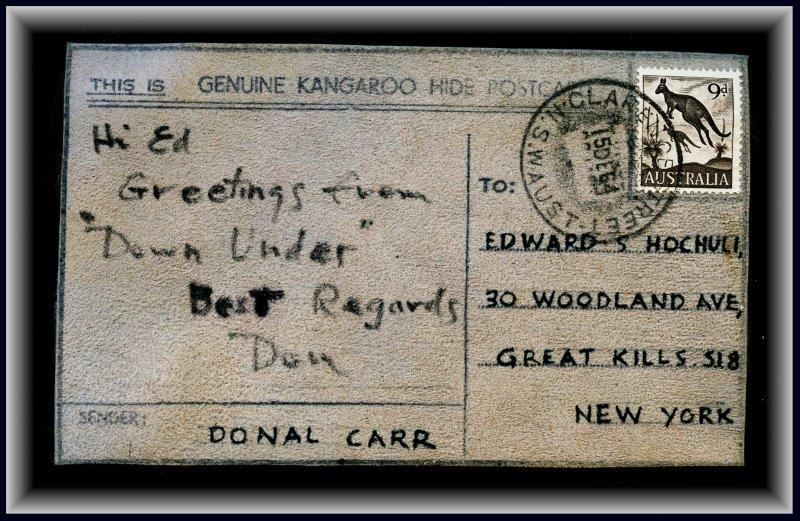 THIS IS GENUINE KANGAROO HIDE POSTCARD
9d
AUSTRALIA
Hi Ed
Greetings from
"Down Under"
Best Regards
Don
TO:
EDWARD S HOCHULI,
30 WOODLAND AVE,
GREAT KILLS. S18
NEW YORK
SENDER:
DONAL CARR